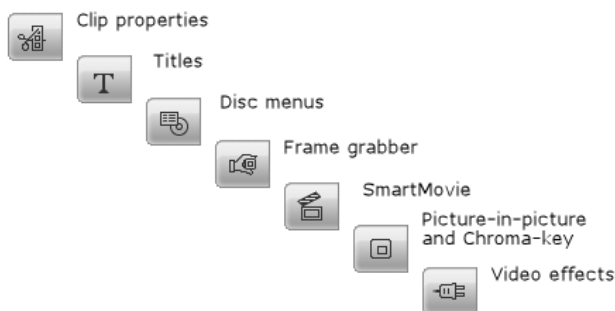 Clip properties
Titles
T
Disc menus
Frame grabber
SmartMovie
Picture-in-picture
and Chroma-key
Video effects